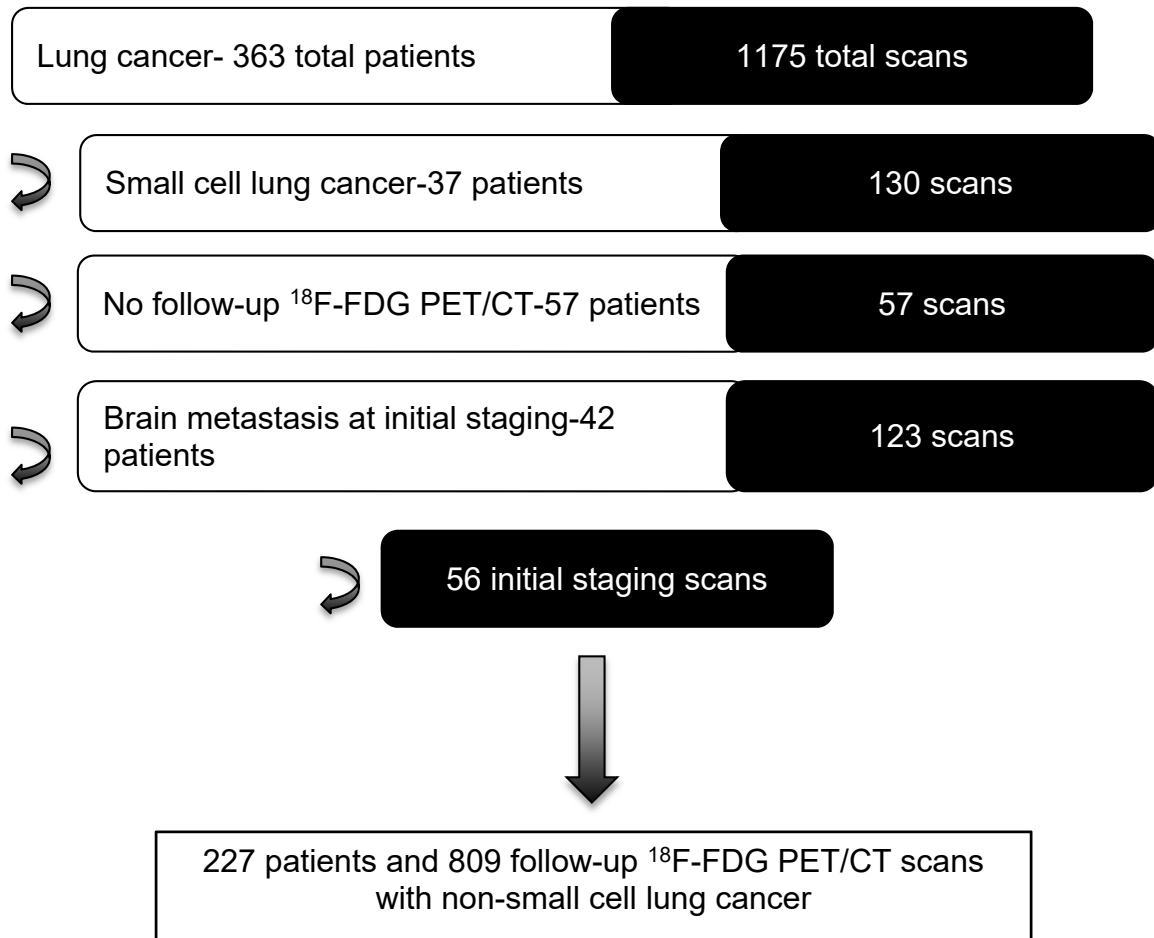 Lung cancer- 363 total patients
1175 total scans
Small cell lung cancer-37 patients
130 scans
No follow-up ¹⁸F-FDG PET/CT-57 patients
57 scans
Brain metastasis at initial staging-42
patients
123 scans
56 initial staging scans
227 patients and 809 follow-up ¹⁸F-FDG PET/CT scans
with non-small cell lung cancer